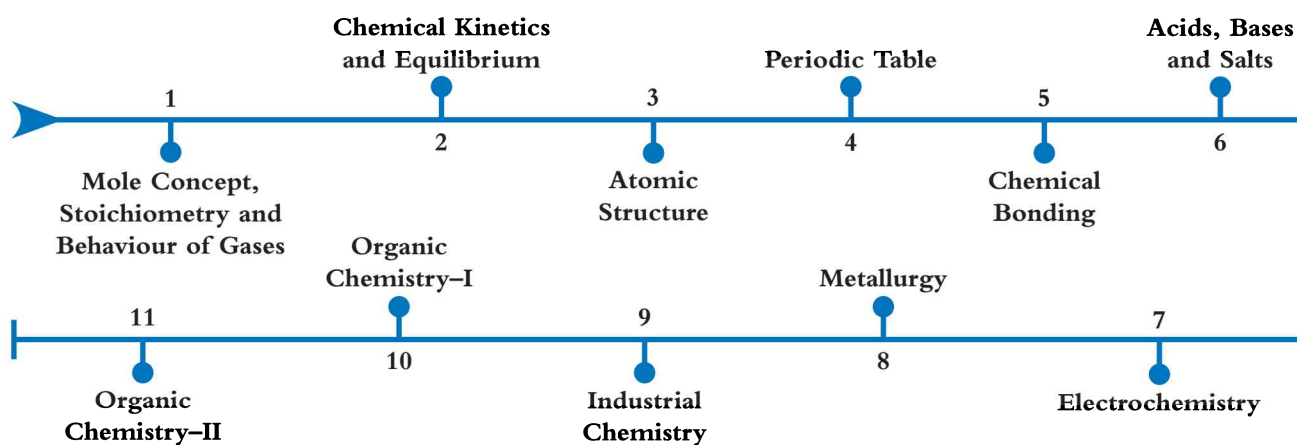 1
Mole Concept,
Stoichiometry and
Behaviour of Gases
Chemical Kinetics
and Equilibrium
2
3
Atomic
Structure
Periodic Table
4
5
Chemical
Bonding
Acids, Bases
and Salts
6
7
Electrochemistry
Metallurgy
8
9
Industrial
Chemistry
Organic
Chemistry–I
10
11
Organic
Chemistry–II